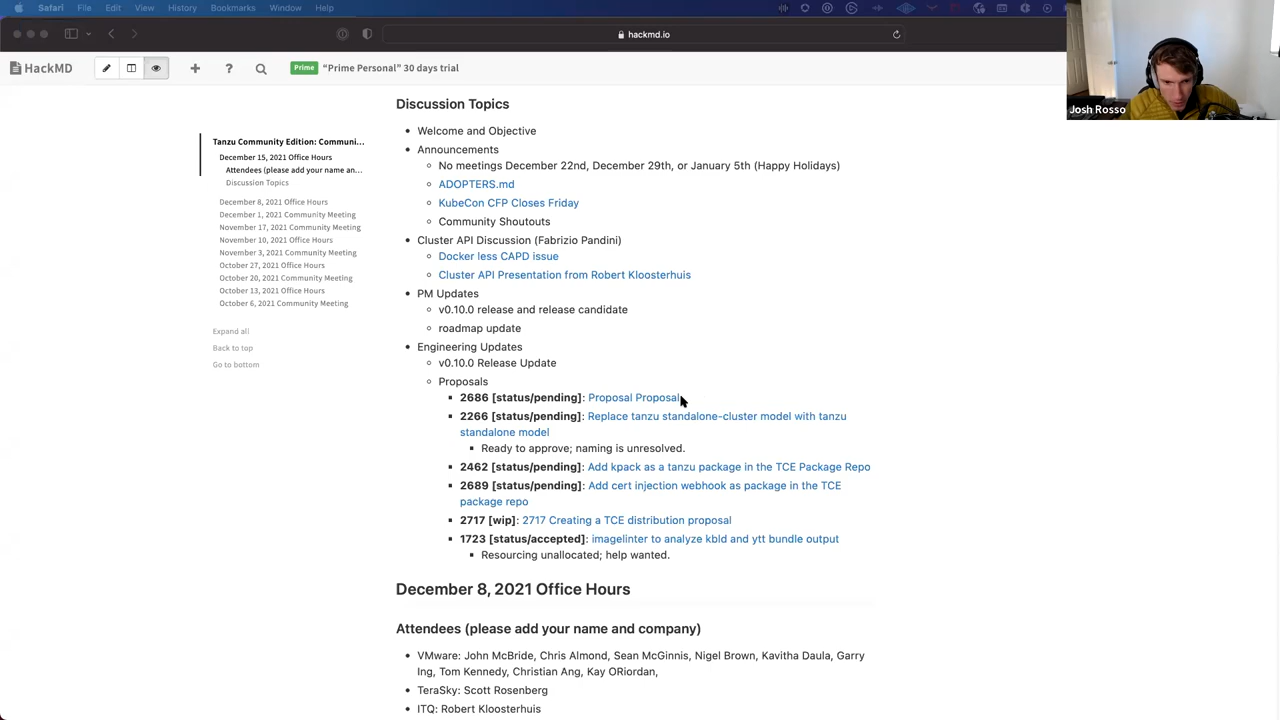 Safari File Edit View History Bookmarks Window Help
hackmd.io
HackMD
Prime "Prime Personal" 30 days trial
Josh Rosso
Tanzu Community Edition: Communi...
December 15, 2021 Office Hours
Attendees (please add your name an...
Discussion Topics
December 8, 2021 Office Hours
December 1, 2021 Community Meeting
November 17, 2021 Community Meeting
November 10, 2021 Office Hours
November 3, 2021 Community Meeting
October 27, 2021 Office Hours
October 20, 2021 Community Meeting
October 13, 2021 Office Hours
October 6, 2021 Community Meeting
Expand all
Back to top
Go to bottom
Discussion Topics
Welcome and Objective
Announcements
No meetings December 22nd, December 29th, or January 5th (Happy Holidays)
ADOPTERS.md
KubeCon CFP Closes Friday
Community Shoutouts
Cluster API Discussion (Fabrizio Pandini)
Docker less CAPD issue
Cluster API Presentation from Robert Kloosterhuis
PM Updates
v0.10.0 release and release candidate
roadmap update
Engineering Updates
v0.10.0 Release Update
Proposals
2686 [status/pending]: Proposal Proposal
2266 [status/pending]: Replace tanzu standalone-cluster model with tanzu
standalone model
Ready to approve; naming is unresolved.
2462 [status/pending]: Add kpack as a tanzu package in the TCE Package Repo
2689 [status/pending]: Add cert injection webhook as package in the TCE
package repo
2717 [wip]: 2717 Creating a TCE distribution proposal
1723 [status/accepted]: imagelinter to analyze kbld and ytt bundle output
Resourcing unallocated; help wanted.
December 8, 2021 Office Hours
Attendees (please add your name and company)
VMware: John McBride, Chris Almond, Sean McGinnis, Nigel Brown, Kavitha Daula, Garry
Ing, Tom Kennedy, Christian Ang, Kay ORiordan,
TeraSky: Scott Rosenberg
ITQ: Robert Kloosterhuis